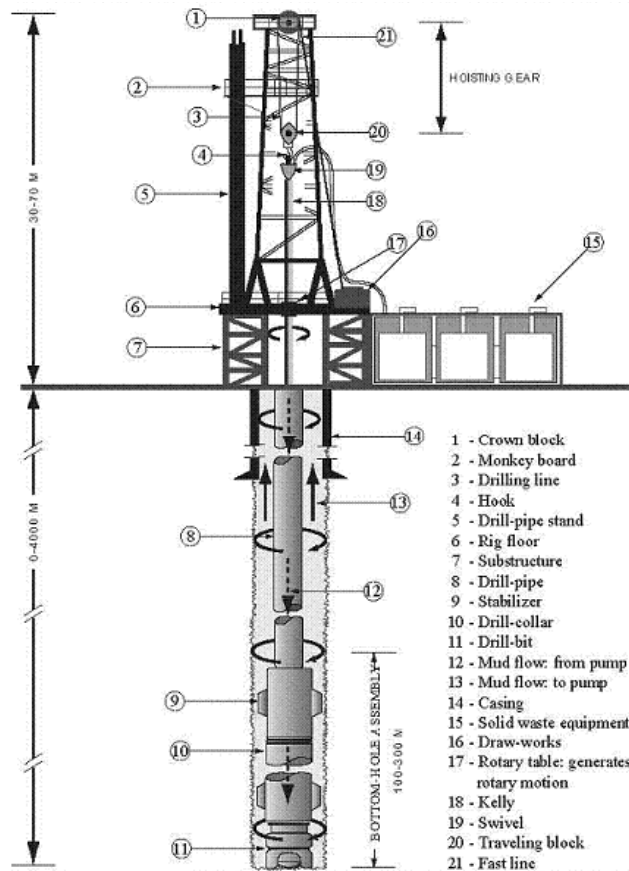 1
21
HOISTING GEAR
2
3
20
4
19
5
18
30-70 M
17
16
15
6
7
14
13
8
0-4000 M
12
9
BOTTOM-HOLE ASSEMBLY
100-300 M
10
11
1 - Crown block
2 - Monkey board
3 - Drilling line
4 - Hook
5 - Drill-pipe stand
6 - Rig floor
7 - Substructure
8 - Drill-pipe
9 - Stabilizer
10 - Drill-collar
11 - Drill-bit
12 - Mud flow: from pump
13 - Mud flow: to pump
14 - Casing
15 - Solid waste equipment
16 - Draw-works
17 - Rotary table: generates
rotary motion
18 - Kelly
19 - Swivel
20 - Traveling block
21 - Fast line